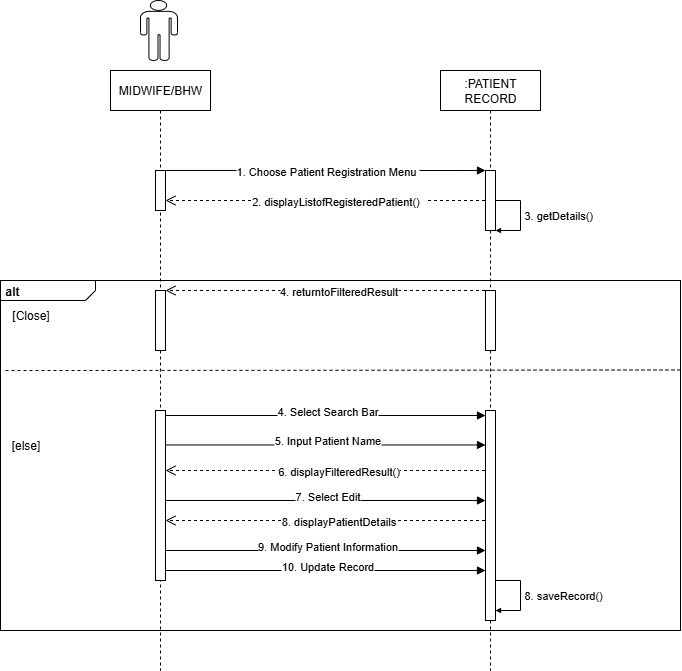 MIDWIFE/BHW
:PATIENT
RECORD
1. Choose Patient Registration Menu
2. displayListofRegisteredPatient()
3. getDetails()
alt
4. returntoFilteredResult
[Close]
4. Select Search Bar
5. Input Patient Name
[else]
6. displayFilteredResult()
7. Select Edit
8. displayPatientDetails
9. Modify Patient Information
10. Update Record
8. saveRecord()